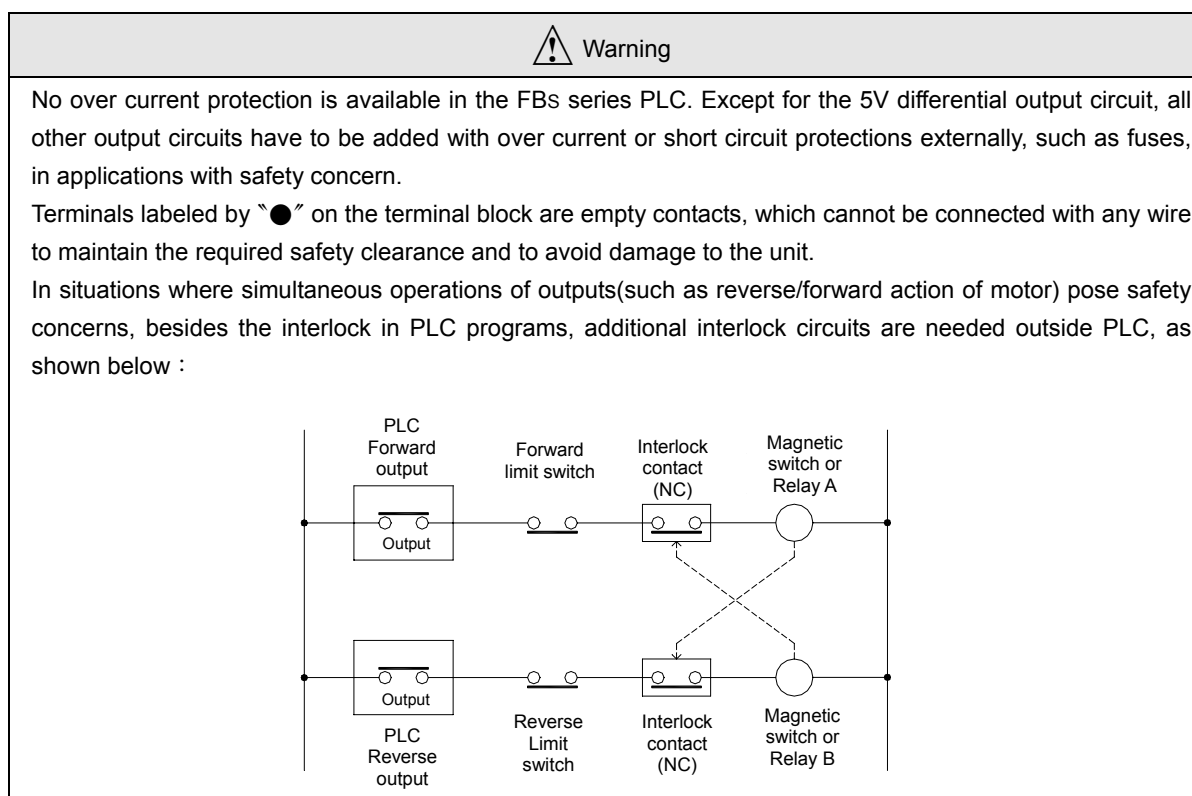 Warning
No over current protection is available in the FBs series PLC. Except for the 5V differential output circuit, all
other output circuits have to be added with over current or short circuit protections externally, such as fuses,
in applications with safety concern.
Terminals labeled by〝●〞on the terminal block are empty contacts, which cannot be connected with any wire
to maintain the required safety clearance and to avoid damage to the unit.
In situations where simultaneous operations of outputs(such as reverse/forward action of motor) pose safety
concerns, besides the interlock in PLC programs, additional interlock circuits are needed outside PLC, as
shown below：
PLC
Forward
output
Forward
limit switch
Interlock
contact
(NC)
Magnetic
switch or
Relay A
Output
Output
PLC
Reverse
output
Reverse
Limit
switch
Interlock
contact
(NC)
Magnetic
switch or
Relay B